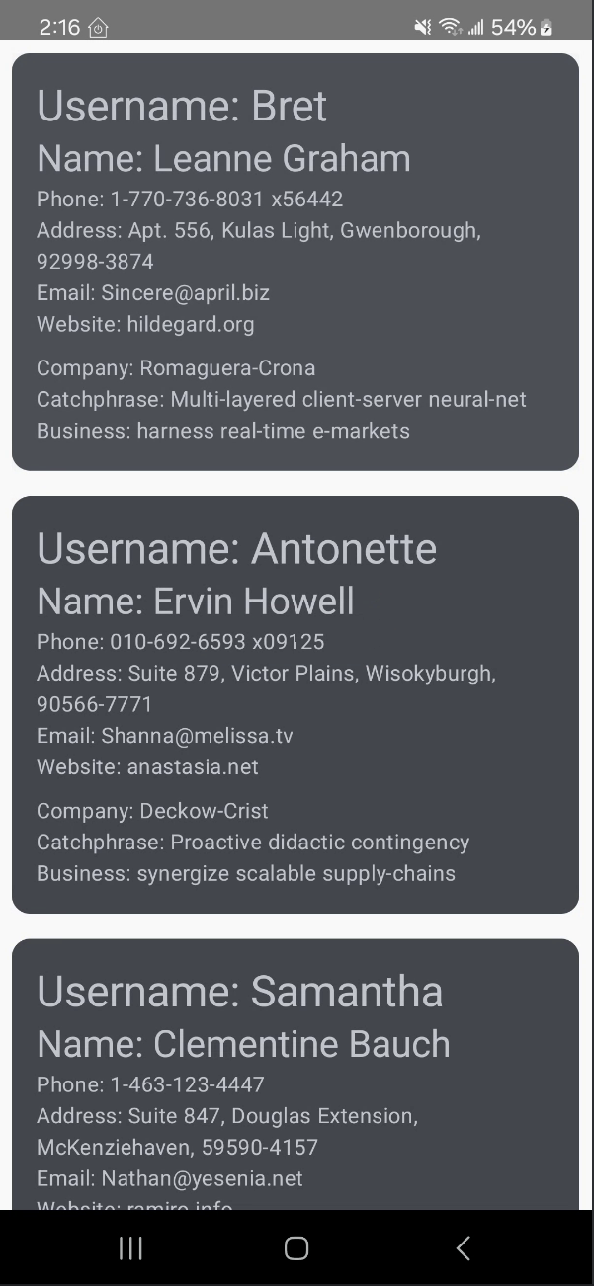 2:16 54%
Username: Bret
Name: Leanne Graham
Phone: 1-770-736-8031 x56442
Address: Apt. 556, Kulas Light, Gwenborough,
92998-3874
Email: Sincere@april.biz
Website: hildegard.org
Company: Romaguera-Crona
Catchphrase: Multi-layered client-server neural-net
Business: harness real-time e-markets
Username: Antonette
Name: Ervin Howell
Phone: 010-692-6593 x09125
Address: Suite 879, Victor Plains, Wisokyburgh,
90566-7771
Email: Shanna@melissa.tv
Website: anastasia.net
Company: Deckow-Crist
Catchphrase: Proactive didactic contingency
Business: synergize scalable supply-chains
Username: Samantha
Name: Clementine Bauch
Phone: 1-463-123-4447
Address: Suite 847, Douglas Extension,
McKenziehaven, 59590-4157
Email: Nathan@yesenia.net
Website: ramiro.info